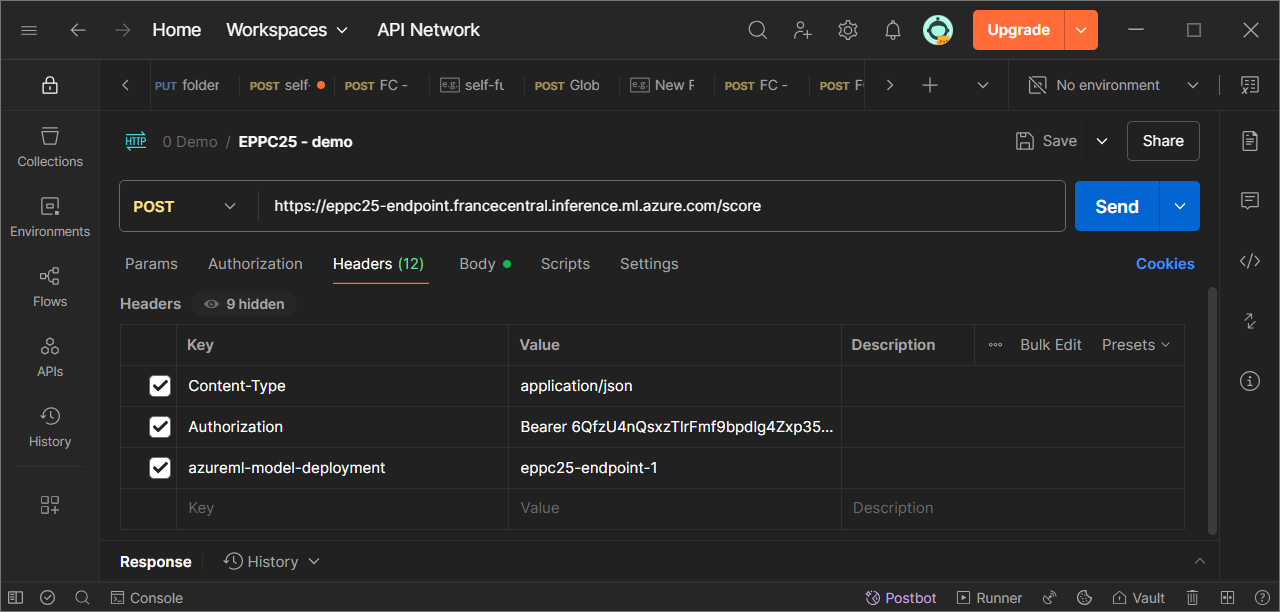 Home Workspaces API Network Upgrade
PUT folder POST self- POST FC - e.g. self-fu POST Glob e.g. New F POST FC - POST F No environment
HTTP 0 Demo / EPPC25 - demo Save Share
Collections
POST https://eppc25-endpoint.francecentral.inference.ml.azure.com/score Send
Environments
Params Authorization Headers (12) Body Scripts Settings Cookies
Flows
Headers 9 hidden
Key Value Description Bulk Edit Presets
APIs
Content-Type application/json
Authorization Bearer 6QfzU4nQsxzTlrFmf9bpdlg4Zxp35...
History
azureml-model-deployment eppc25-endpoint-1
Key Value Description
Response History
Console Postbot Runner Vault